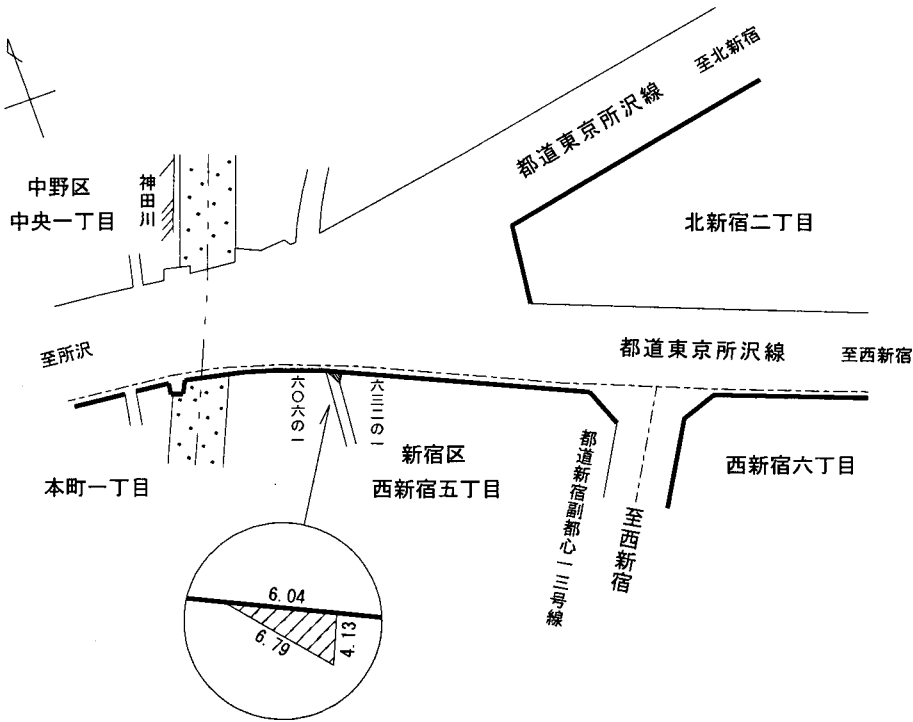 至北新宿
都道東京所沢線
中野区
中央一丁目
神田川
北新宿二丁目
至所沢
都道東京所沢線
至西新宿
六〇六の一
六三二の一
新宿区
西新宿五丁目
本町一丁目
都道新宿副都心一三号線
至西新宿
西新宿六丁目
6.04
6.79
4.13